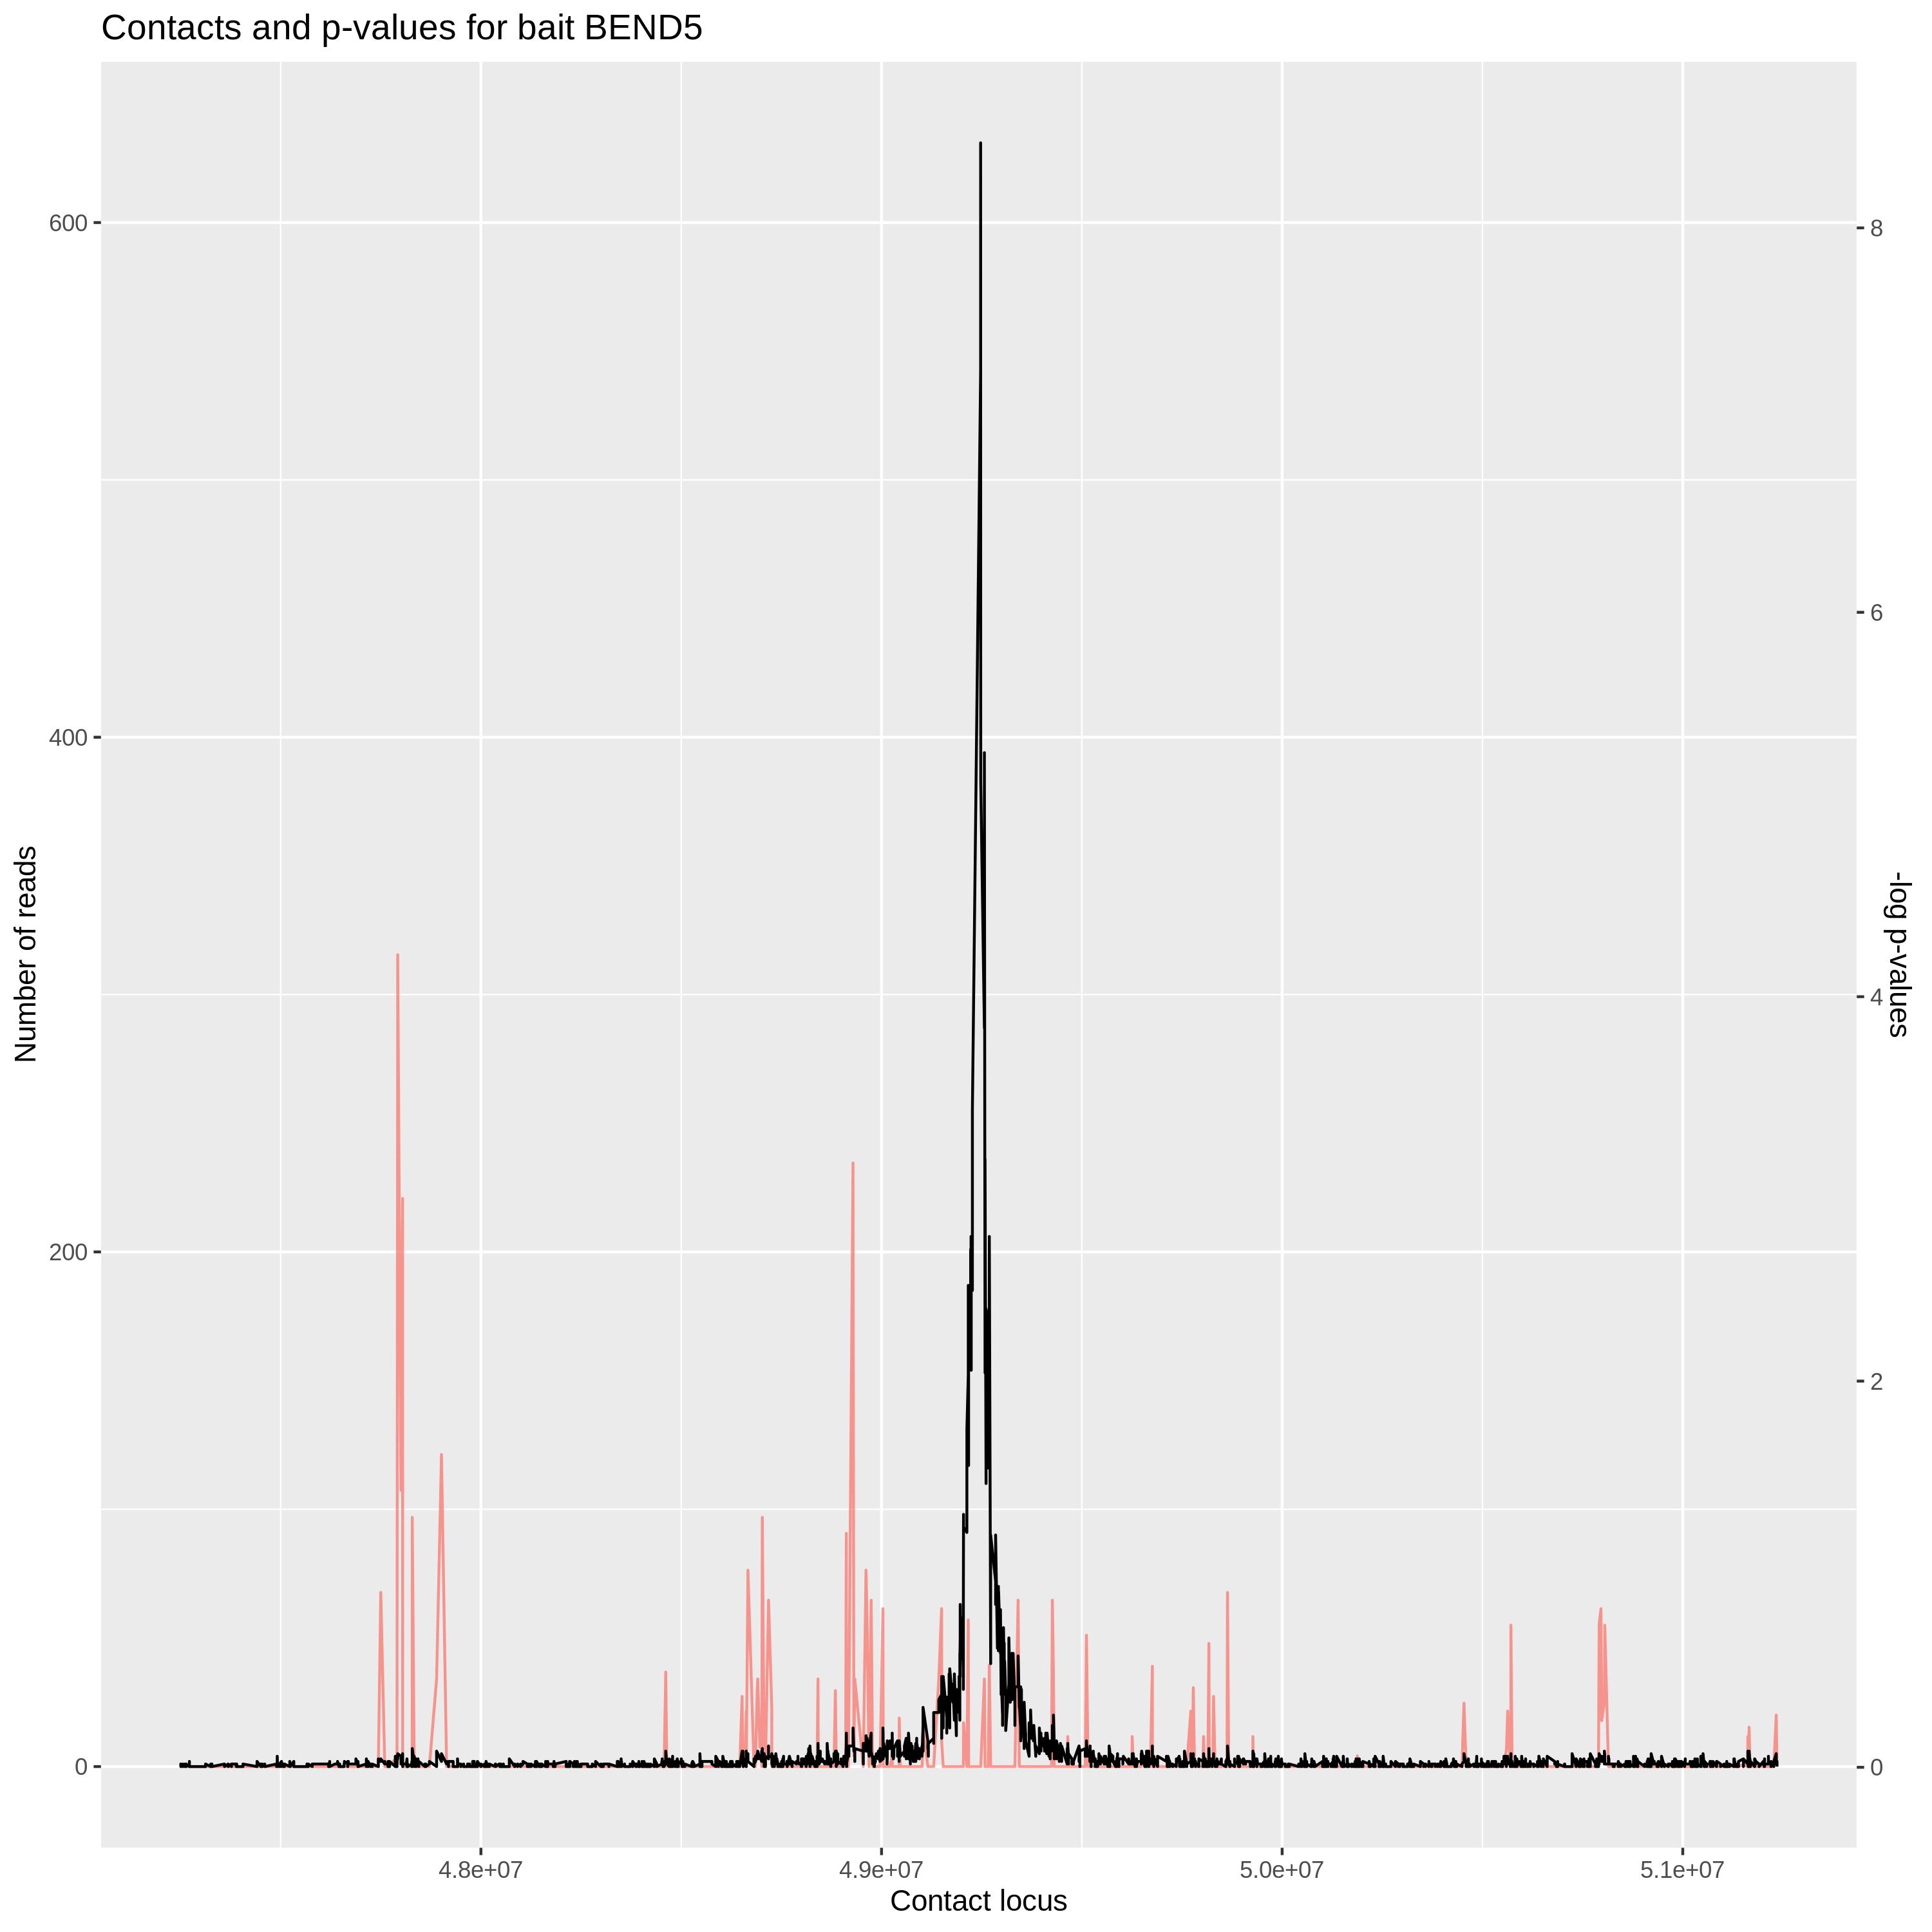 Contacts and p-values for bait BEND5
600
400
200
0
Number of reads
8
6
4
2
0
-log p-values
4.8e+07
4.9e+07
5.0e+07
5.1e+07
Contact locus